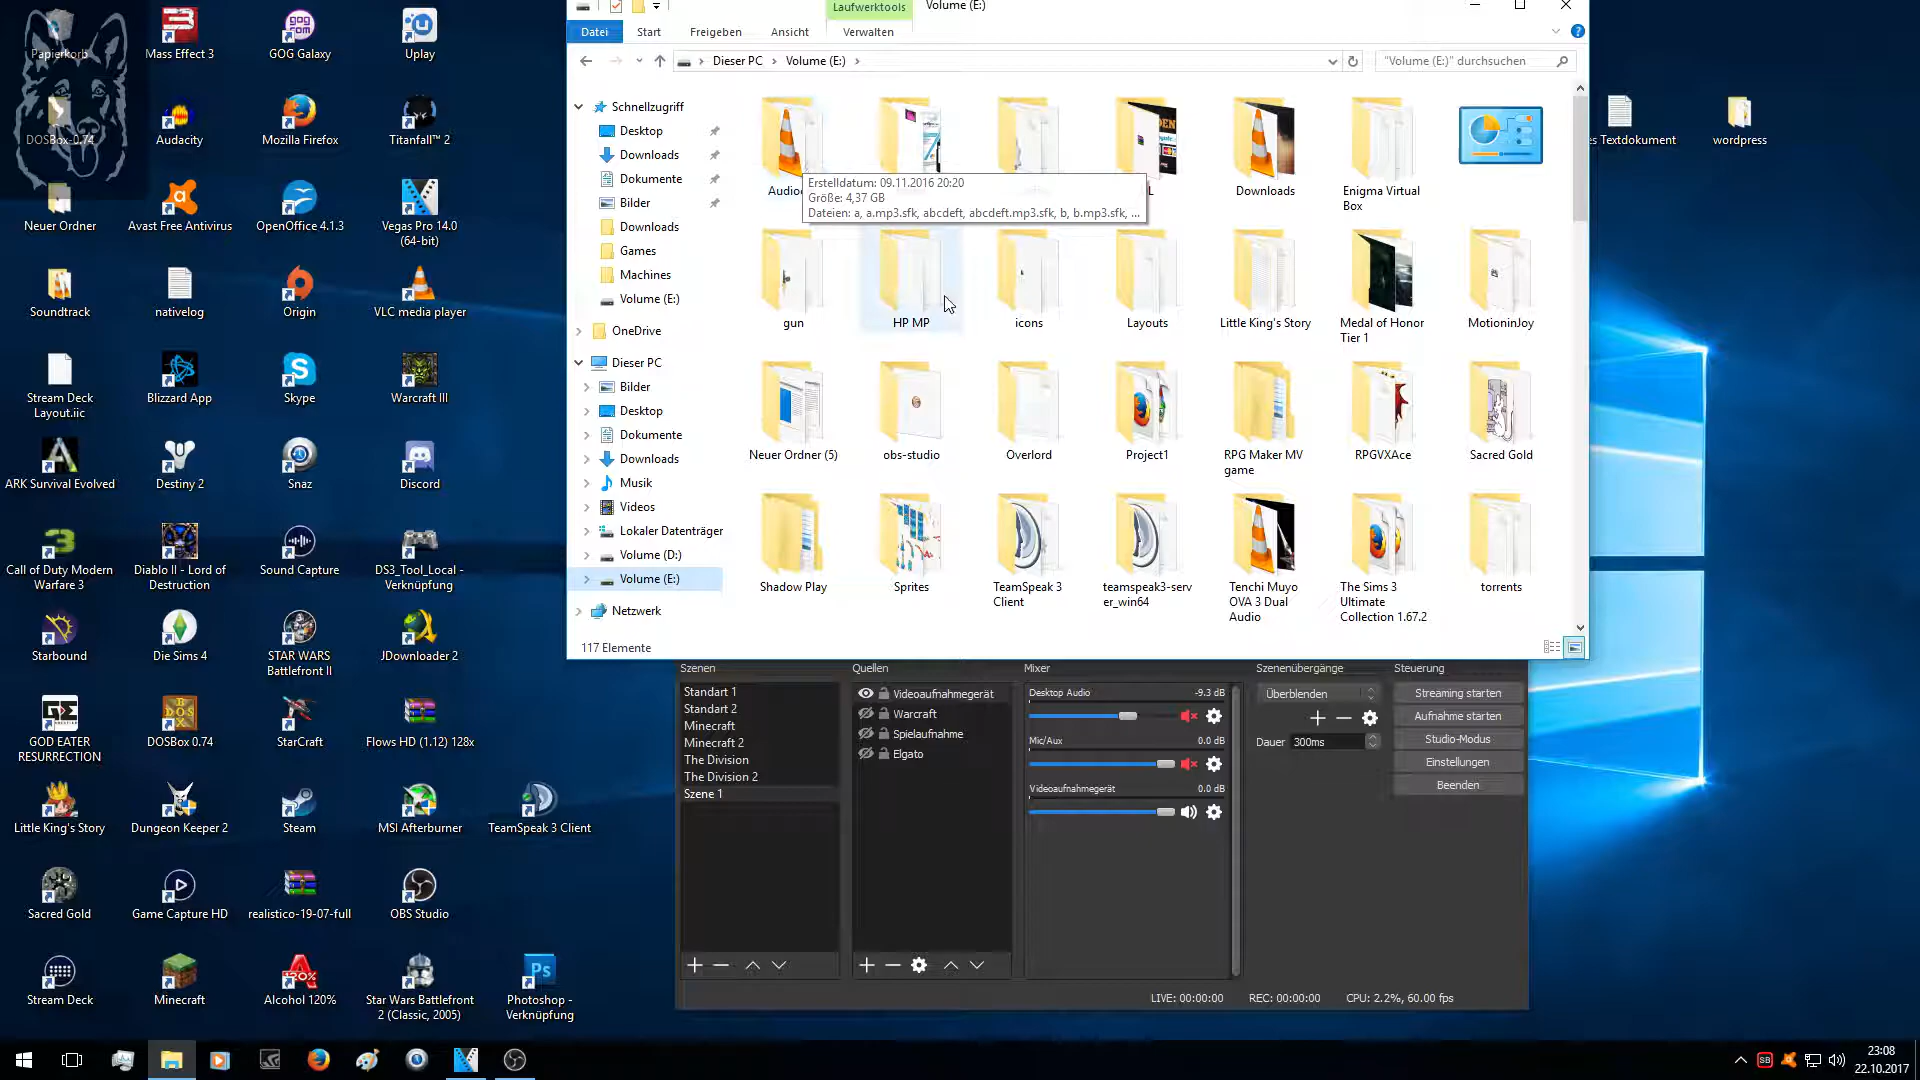 Papierkorb
Mass Effect 3
GOG Galaxy
Uplay
DOSBox-0.74
Audacity
Mozilla Firefox
Titanfall™ 2
Neuer Ordner
Avast Free Antivirus
OpenOffice 4.1.3
Vegas Pro 14.0
(64-bit)
Soundtrack
nativelog
Origin
VLC media player
Stream Deck
Layout.iic
Blizzard App
Skype
Warcraft III
ARK Survival Evolved
Destiny 2
Snaz
Discord
Call of Duty Modern
Warfare 3
Diablo II - Lord of
Destruction
Sound Capture
DS3_Tool_Local -
Verknüpfung
Starbound
Die Sims 4
STAR WARS
Battlefront II
JDownloader 2
GOD EATER
RESURRECTION
DOSBox 0.74
StarCraft
Flows HD (1.12) 128x
Little King's Story
Dungeon Keeper 2
Steam
MSI Afterburner
TeamSpeak 3 Client
Sacred Gold
Game Capture HD
realistico-19-07-full
OBS Studio
Stream Deck
Minecraft
Alcohol 120%
Star Wars Battlefront
2 (Classic, 2005)
Photoshop -
Verknüpfung
es Textdokument
wordpress
Laufwerktools
Volume (E:)
Datei
Start
Freigeben
Ansicht
Verwalten
Dieser PC
Volume (E:)
"Volume (E:)" durchsuchen
Schnellzugriff
Desktop
Downloads
Dokumente
Bilder
Downloads
Games
Machines
Volume (E:)
OneDrive
Dieser PC
Bilder
Desktop
Dokumente
Downloads
Musik
Videos
Lokaler Datenträger
Volume (D:)
Volume (E:)
Netzwerk
Audio
L
Downloads
Enigma Virtual
Box
Erstelldatum: 09.11.2016 20:20
Größe: 4,37 GB
Dateien: a, a.mp3.sfk, abcdeft, abcdeft.mp3.sfk, b, b.mp3.sfk, ...
gun
HP MP
icons
Layouts
Little King's Story
Medal of Honor
Tier 1
MotioninJoy
Neuer Ordner (5)
obs-studio
Overlord
Project1
RPG Maker MV
game
RPGVXAce
Sacred Gold
Shadow Play
Sprites
TeamSpeak 3
Client
teamspeak3-serv
er_win64
Tenchi Muyo
OVA 3 Dual
Audio
The Sims 3
Ultimate
Collection 1.67.2
torrents
117 Elemente
Szenen
Quellen
Mixer
Szenenübergänge
Steuerung
Standart 1
Standart 2
Minecraft
Minecraft 2
The Division
The Division 2
Szene 1
Videoaufnahmegerät
Warcraft
Spielaufnahme
Elgato
Desktop Audio
-9.3 dB
Mic/Aux
0.0 dB
Videoaufnahmegerät
0.0 dB
Überblenden
Dauer
300ms
Streaming starten
Aufnahme starten
Studio-Modus
Einstellungen
Beenden
LIVE: 00:00:00
REC: 00:00:00
CPU: 2.2%, 60.00 fps
23:08
22.10.2017